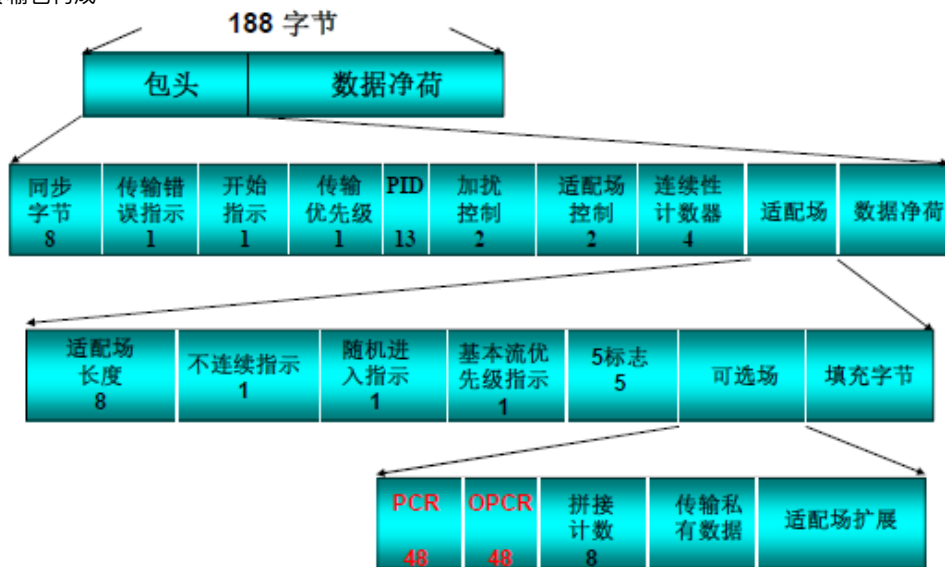 188 字节
包头
数据净荷
同步
字节
8
传输错
误指示
1
开始
指示
1
传输
优先级
1
PID
13
加扰
控制
2
适配场
控制
2
连续性
计数器
4
适配场
数据净荷
适配场
长度
8
不连续指示
1
随机进
入指示
1
基本流优
先级指示
1
5标志
5
可选场
填充字节
PCR
48
OPCR
48
拼接
计数
8
传输私
有数据
适配场扩展